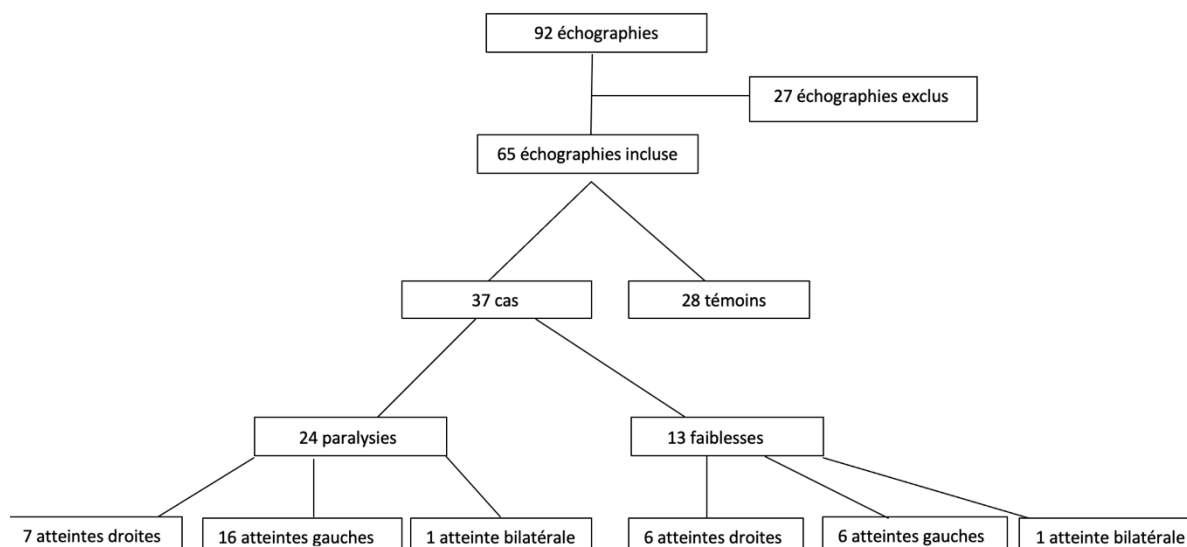 92 échographies
27 échographies exclus
65 échographies incluse
37 cas
28 témoins
24 paralysies
13 faiblesses
7 atteintes droites
16 atteintes gauches
1 atteinte bilatérale
6 atteintes droites
6 atteintes gauches
1 atteinte bilatérale